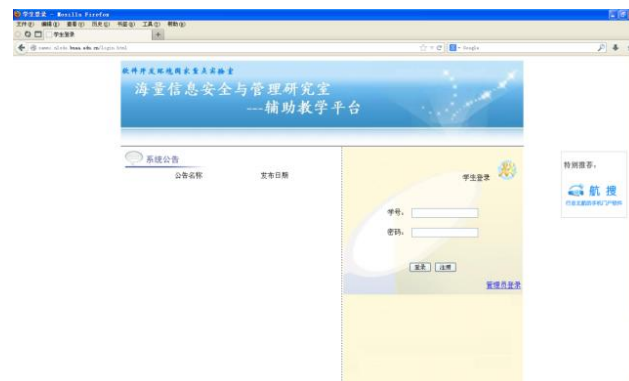 学生登录 - Mozilla Firefox
文件(F) 编辑(E) 查看(V) 历史(S) 书签(B) 工具(T) 帮助(H)
学生登录
Google
软件开发环境国家重点实验室
海量信息安全与管理研究室
---辅助教学平台
系统公告
公告名称 发布日期
学生登录
学号：
密码：
登录 注册
管理员登录
特别推荐：
航搜